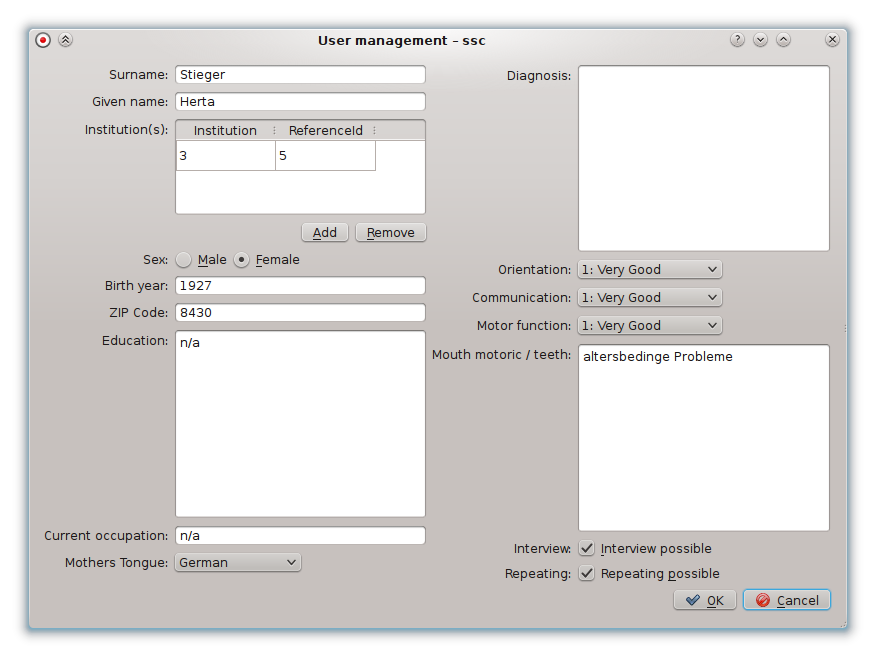 User management – ssc
Surname: Stieger
Given name: Herta
Institution(s):
Institution ReferenceId
3 5
Add Remove
Sex: Male Female
Birth year: 1927
ZIP Code: 8430
Education: n/a
Current occupation: n/a
Mothers Tongue: German
Diagnosis:
Orientation: 1: Very Good
Communication: 1: Very Good
Motor function: 1: Very Good
Mouth motoric / teeth: altersbedinge Probleme
Interview: Interview possible
Repeating: Repeating possible
OK Cancel